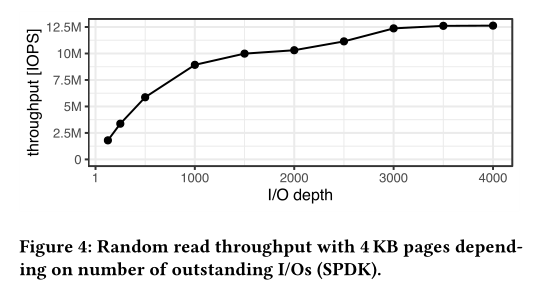 12.5M
10M
7.5M
5M
2.5M
0
throughput [IOPS]
1 1000 2000 3000 4000
I/O depth
Figure 4: Random read throughput with 4 KB pages depend-
ing on number of outstanding I/Os (SPDK).